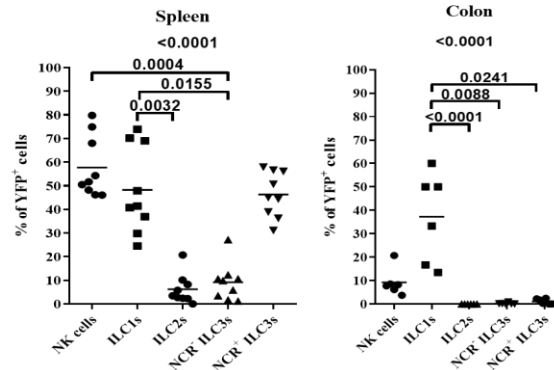 Spleen
<0.0001
0.0004
0.0155
0.0032
100
90
80
70
60
50
40
30
20
10
0
% of YFP⁺ cells
NK cells
ILC1s
ILC2s
NCR⁻ ILC3s
NCR⁺ ILC3s
Colon
<0.0001
0.0241
0.0088
<0.0001
100
90
80
70
60
50
40
30
20
10
0
% of YFP⁺ cells
NK cells
ILC1s
ILC2s
NCR⁻ ILC3s
NCR⁺ ILC3s